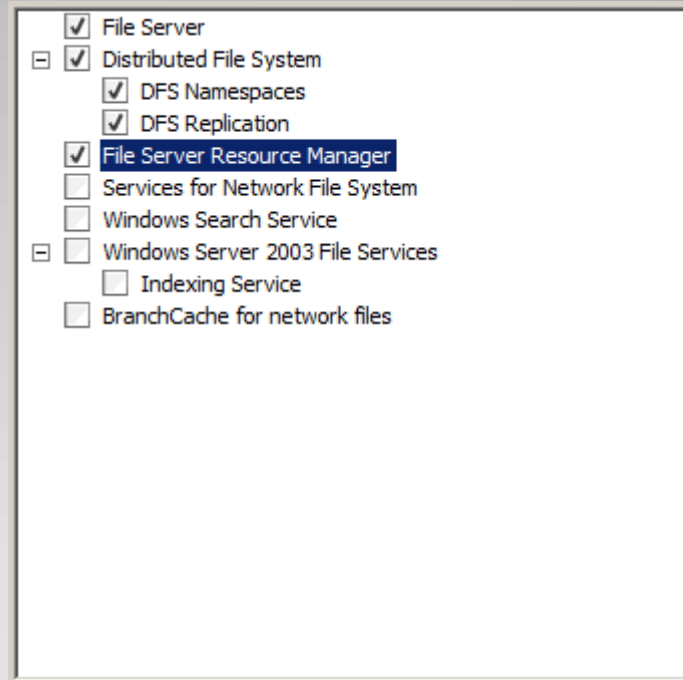 File Server
Distributed File System
DFS Namespaces
DFS Replication
File Server Resource Manager
Services for Network File System
Windows Search Service
Windows Server 2003 File Services
Indexing Service
BranchCache for network files